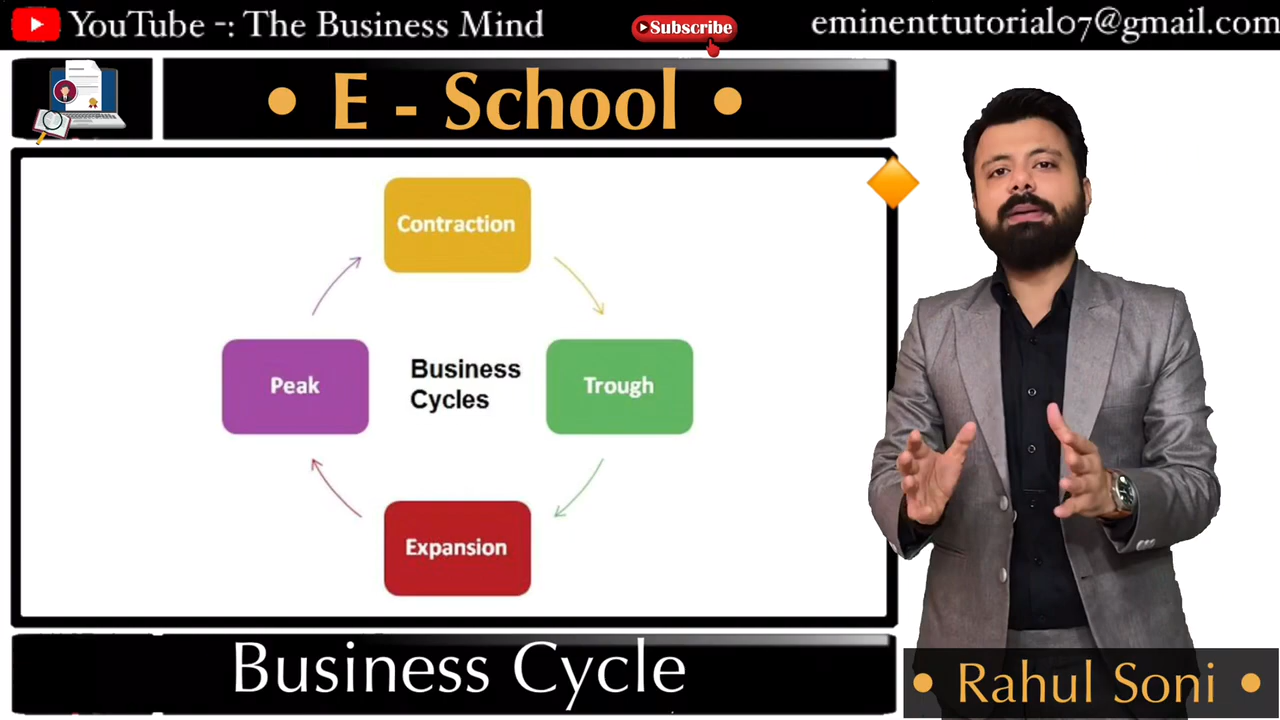 YouTube -: The Business Mind
Subscribe
eminenttutorial07@gmail.com
• E - School •
Contraction
Peak
Business
Cycles
Trough
Expansion
Business Cycle
• Rahul Soni •